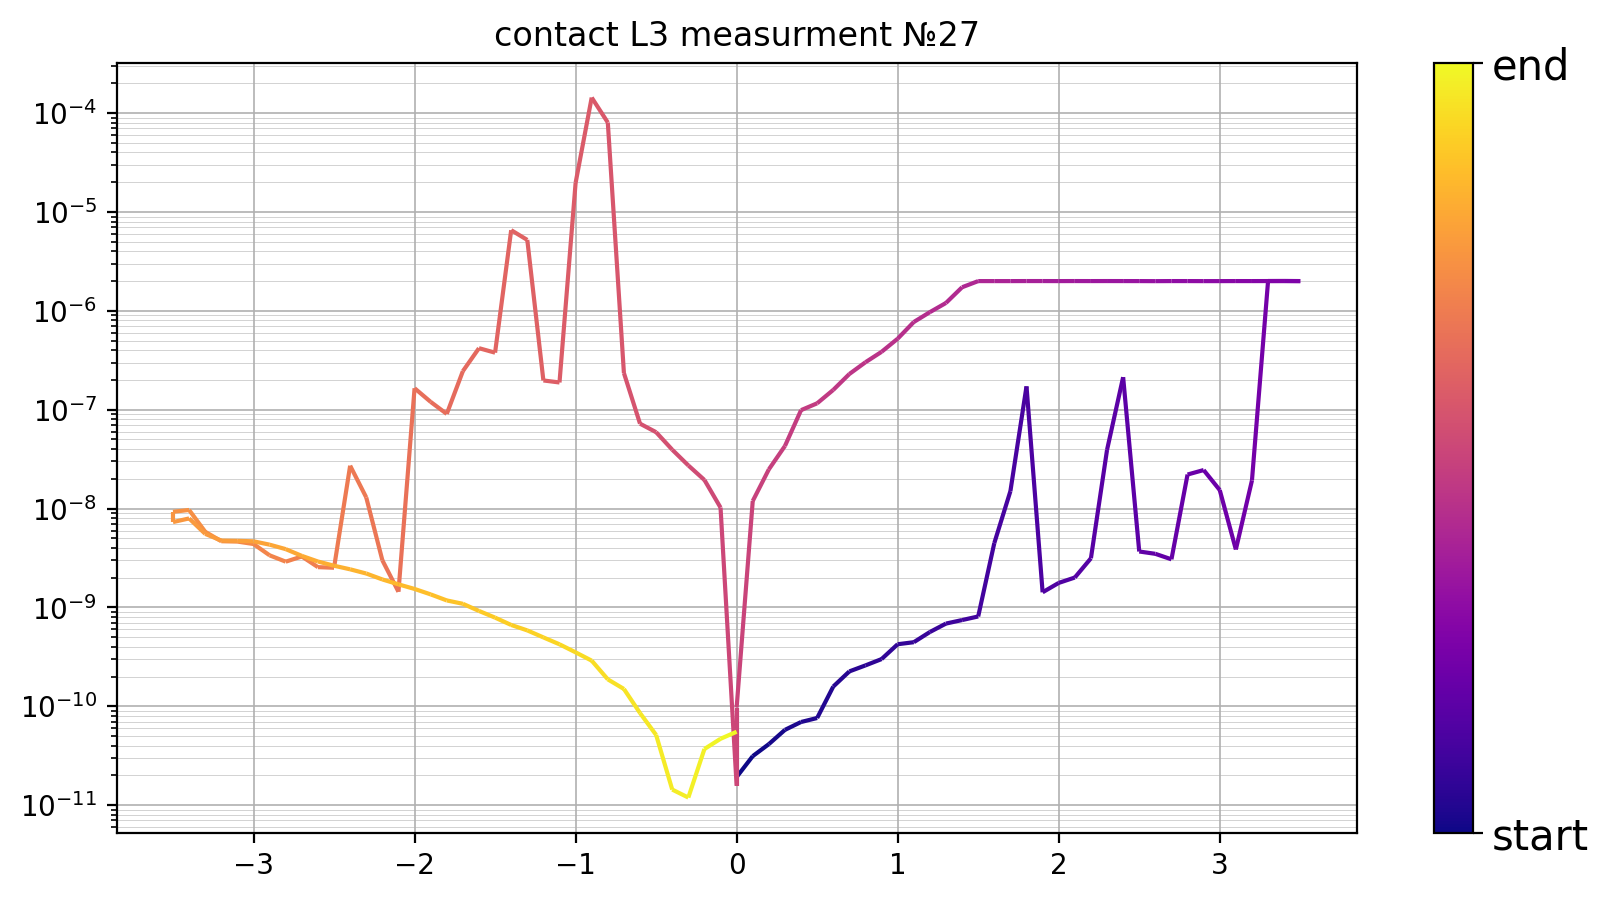 contact L3 measurment №27
10⁻⁴
10⁻⁵
10⁻⁶
10⁻⁷
10⁻⁸
10⁻⁹
10⁻¹⁰
10⁻¹¹
−3 −2 −1 0 1 2 3
end
start